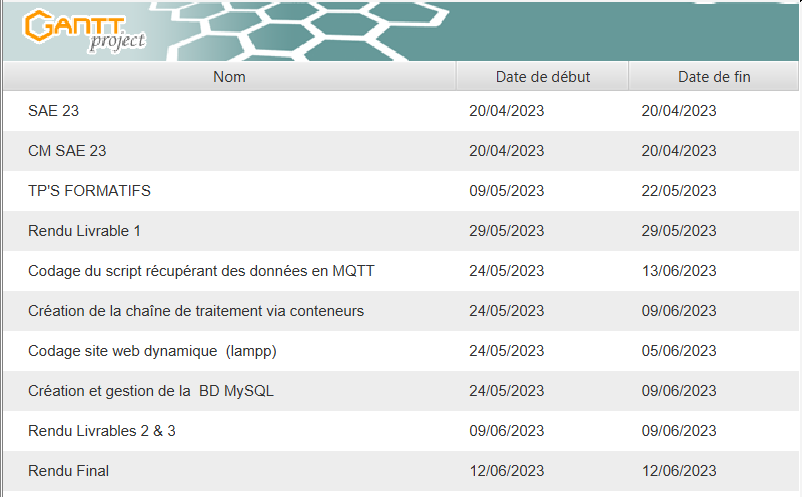 GANTT
project
Nom Date de début Date de fin
SAE 23 20/04/2023 20/04/2023
CM SAE 23 20/04/2023 20/04/2023
TP'S FORMATIFS 09/05/2023 22/05/2023
Rendu Livrable 1 29/05/2023 29/05/2023
Codage du script récupérant des données en MQTT 24/05/2023 13/06/2023
Création de la chaîne de traitement via conteneurs 24/05/2023 09/06/2023
Codage site web dynamique (lampp) 24/05/2023 05/06/2023
Création et gestion de la BD MySQL 24/05/2023 09/06/2023
Rendu Livrables 2 & 3 09/06/2023 09/06/2023
Rendu Final 12/06/2023 12/06/2023